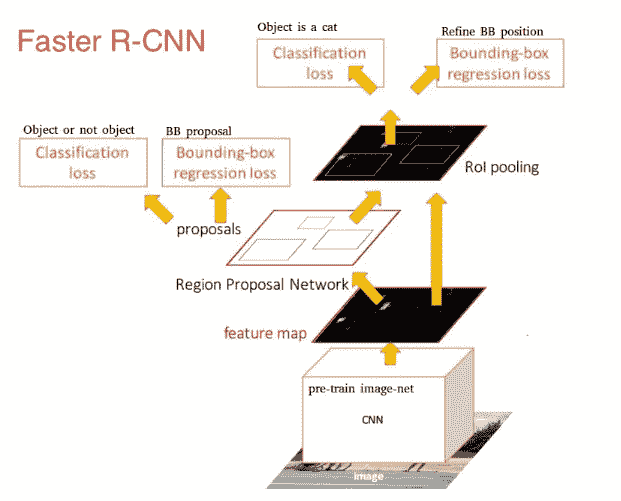 Faster R-CNN
Object is a cat
Classification
loss
Refine BB position
Bounding-box
regression loss
Object or not object
Classification
loss
BB proposal
Bounding-box
regression loss
RoI pooling
proposals
Region Proposal Network
feature map
pre-train image-net
CNN
image